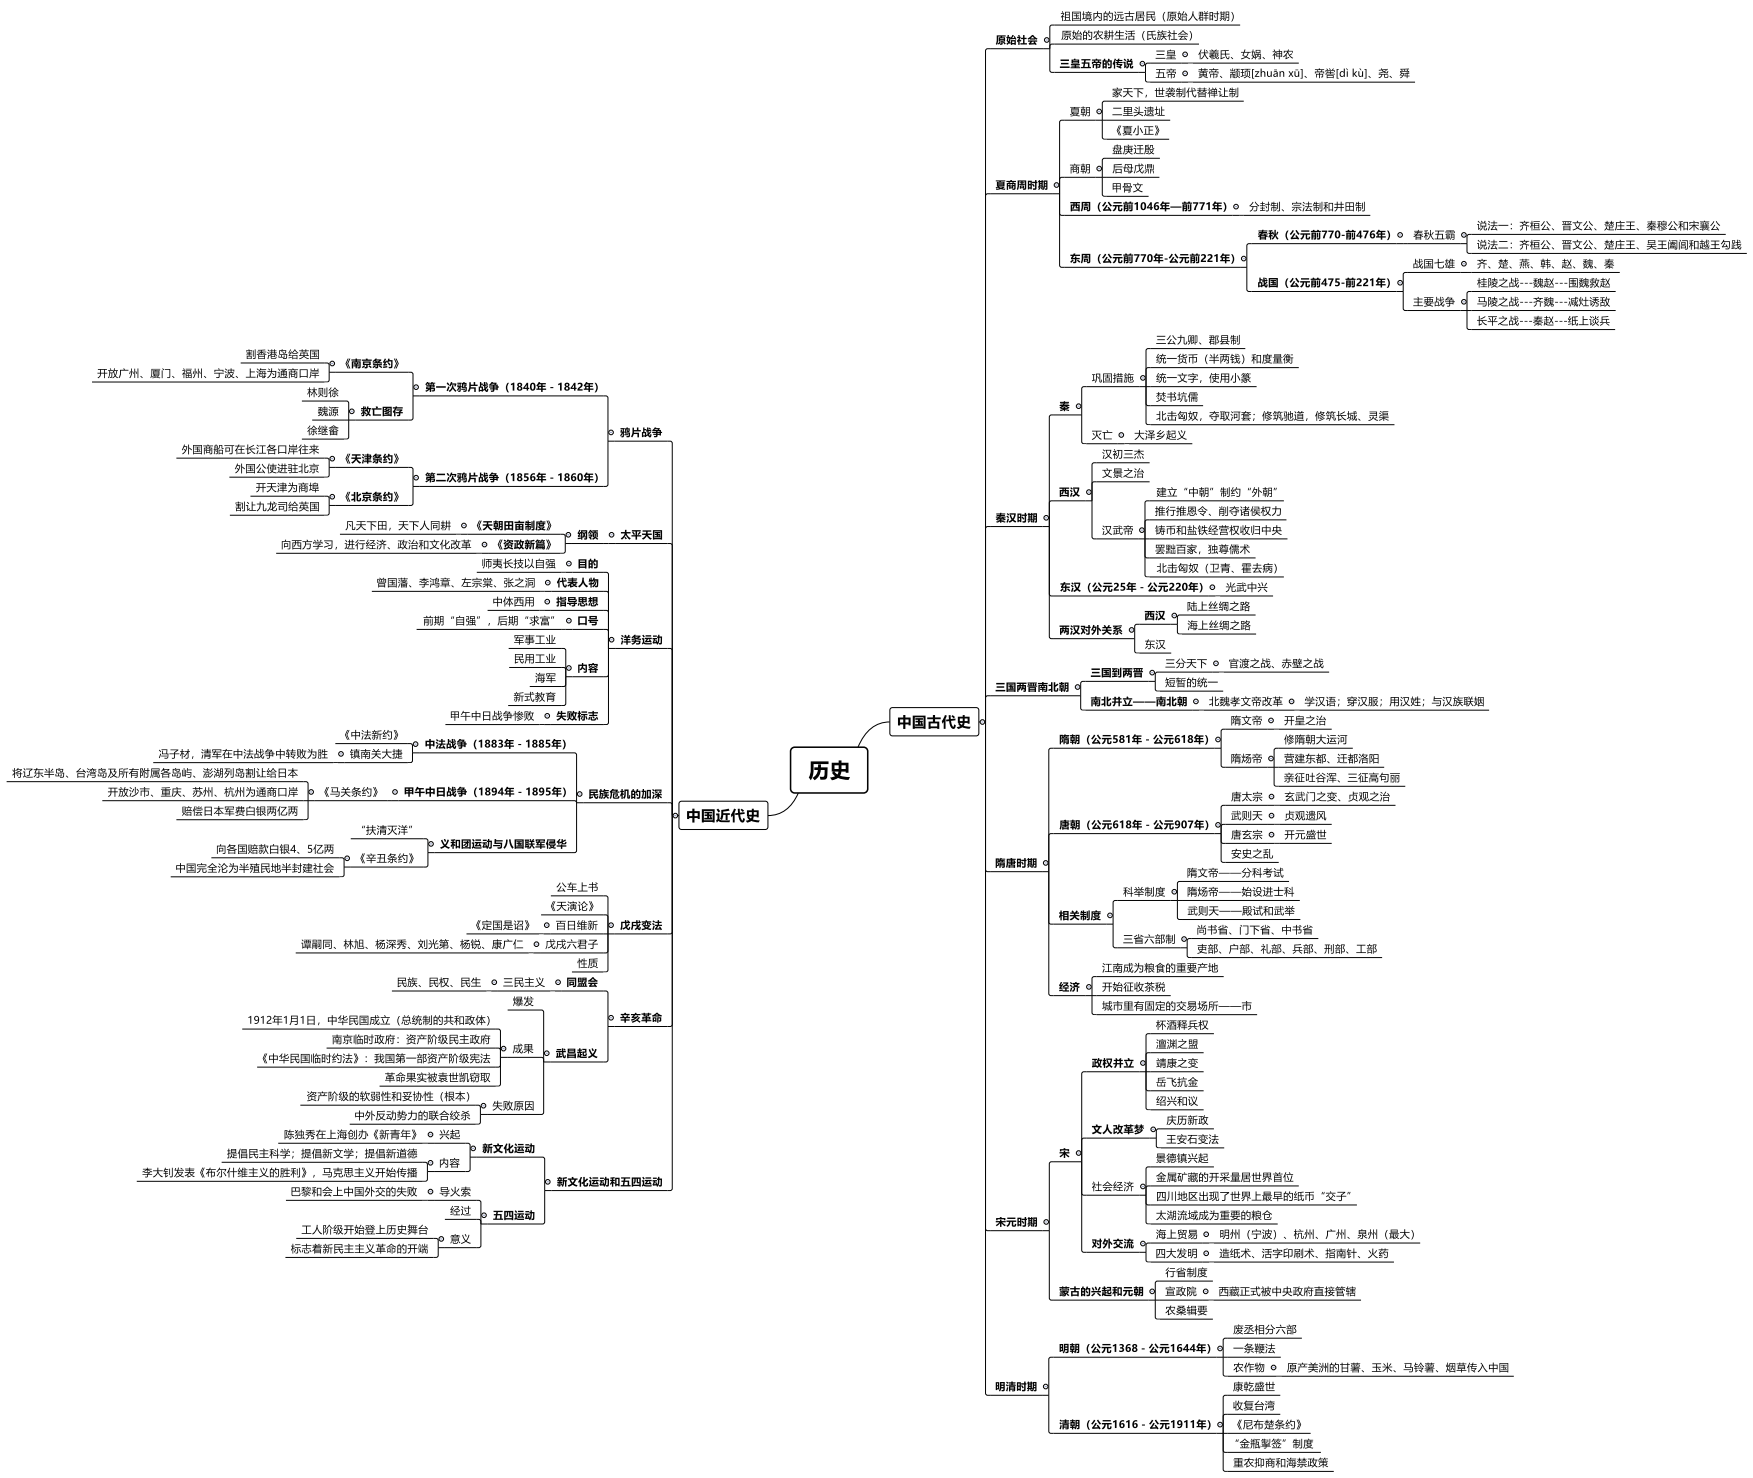 历史
中国古代史
原始社会
祖国境内的远古居民（原始人群时期）
原始的农耕生活（氏族社会）
三皇五帝的传说
三皇
伏羲氏、女娲、神农
五帝
黄帝、颛顼[zhuān xū]、帝喾[dì kù]、尧、舜
夏商周时期
夏朝
家天下，世袭制代替禅让制
二里头遗址
《夏小正》
商朝
盘庚迁殷
后母戊鼎
甲骨文
西周（公元前1046年—前771年）
分封制、宗法制和井田制
东周（公元前770年-公元前221年）
春秋（公元前770-前476年）
春秋五霸
说法一：齐桓公、晋文公、楚庄王、秦穆公和宋襄公
说法二：齐桓公、晋文公、楚庄王、吴王阖闾和越王勾践
战国（公元前475-前221年）
战国七雄
齐、楚、燕、韩、赵、魏、秦
主要战争
桂陵之战---魏赵---围魏救赵
马陵之战---齐魏---减灶诱敌
长平之战---秦赵---纸上谈兵
秦汉时期
秦
巩固措施
三公九卿、郡县制
统一货币（半两钱）和度量衡
统一文字，使用小篆
焚书坑儒
北击匈奴，夺取河套；修筑驰道，修筑长城、灵渠
灭亡
大泽乡起义
西汉
汉初三杰
文景之治
汉武帝
建立“中朝”制约“外朝”
推行推恩令、削夺诸侯权力
铸币和盐铁经营权收归中央
罢黜百家，独尊儒术
北击匈奴（卫青、霍去病）
东汉（公元25年 - 公元220年）
光武中兴
两汉对外关系
西汉
陆上丝绸之路
海上丝绸之路
东汉
三国两晋南北朝
三国到两晋
三分天下
官渡之战、赤壁之战
短暂的统一
南北并立——南北朝
北魏孝文帝改革
学汉语；穿汉服；用汉姓；与汉族联姻
隋唐时期
隋朝（公元581年 - 公元618年）
隋文帝
开皇之治
隋炀帝
修隋朝大运河
营建东都、迁都洛阳
亲征吐谷浑、三征高句丽
唐朝（公元618年 - 公元907年）
唐太宗
玄武门之变、贞观之治
武则天
贞观遗风
唐玄宗
开元盛世
安史之乱
相关制度
科举制度
隋文帝——分科考试
隋炀帝——始设进士科
武则天——殿试和武举
三省六部制
尚书省、门下省、中书省
吏部、户部、礼部、兵部、刑部、工部
经济
江南成为粮食的重要产地
开始征收茶税
城市里有固定的交易场所——市
宋元时期
宋
政权并立
杯酒释兵权
澶渊之盟
靖康之变
岳飞抗金
绍兴和议
文人改革梦
庆历新政
王安石变法
社会经济
景德镇兴起
金属矿藏的开采量居世界首位
四川地区出现了世界上最早的纸币“交子”
太湖流域成为重要的粮仓
对外交流
海上贸易
明州（宁波）、杭州、广州、泉州（最大）
四大发明
造纸术、活字印刷术、指南针、火药
蒙古的兴起和元朝
行省制度
宣政院
西藏正式被中央政府直接管辖
农桑辑要
明清时期
明朝（公元1368 - 公元1644年）
废丞相分六部
一条鞭法
农作物
原产美洲的甘薯、玉米、马铃薯、烟草传入中国
清朝（公元1616 - 公元1911年）
康乾盛世
收复台湾
《尼布楚条约》
“金瓶掣签”制度
重农抑商和海禁政策
中国近代史
鸦片战争
第一次鸦片战争（1840年 - 1842年）
《南京条约》
割香港岛给英国
开放广州、厦门、福州、宁波、上海为通商口岸
救亡图存
林则徐
魏源
徐继畬
第二次鸦片战争（1856年 - 1860年）
《天津条约》
外国商船可在长江各口岸往来
外国公使进驻北京
《北京条约》
开天津为商埠
割让九龙司给英国
太平天国
纲领
《天朝田亩制度》
凡天下田，天下人同耕
《资政新篇》
向西方学习，进行经济、政治和文化改革
洋务运动
目的
师夷长技以自强
代表人物
曾国藩、李鸿章、左宗棠、张之洞
指导思想
中体西用
口号
前期“自强”，后期“求富”
内容
军事工业
民用工业
海军
新式教育
失败标志
甲午中日战争惨败
民族危机的加深
中法战争（1883年 - 1885年）
《中法新约》
镇南关大捷
冯子材，清军在中法战争中转败为胜
甲午中日战争（1894年 - 1895年）
《马关条约》
将辽东半岛、台湾岛及所有附属各岛屿、澎湖列岛割让给日本
开放沙市、重庆、苏州、杭州为通商口岸
赔偿日本军费白银两亿两
义和团运动与八国联军侵华
“扶清灭洋”
《辛丑条约》
向各国赔款白银4、5亿两
中国完全沦为半殖民地半封建社会
戊戌变法
公车上书
《天演论》
百日维新
《定国是诏》
戊戌六君子
谭嗣同、林旭、杨深秀、刘光第、杨锐、康广仁
性质
辛亥革命
同盟会
三民主义
民族、民权、民生
武昌起义
爆发
成果
1912年1月1日，中华民国成立（总统制的共和政体）
南京临时政府：资产阶级民主政府
《中华民国临时约法》：我国第一部资产阶级宪法
革命果实被袁世凯窃取
失败原因
资产阶级的软弱性和妥协性（根本）
中外反动势力的联合绞杀
新文化运动和五四运动
新文化运动
兴起
陈独秀在上海创办《新青年》
内容
提倡民主科学；提倡新文学；提倡新道德
李大钊发表《布尔什维主义的胜利》，马克思主义开始传播
五四运动
导火索
巴黎和会上中国外交的失败
经过
意义
工人阶级开始登上历史舞台
标志着新民主主义革命的开端